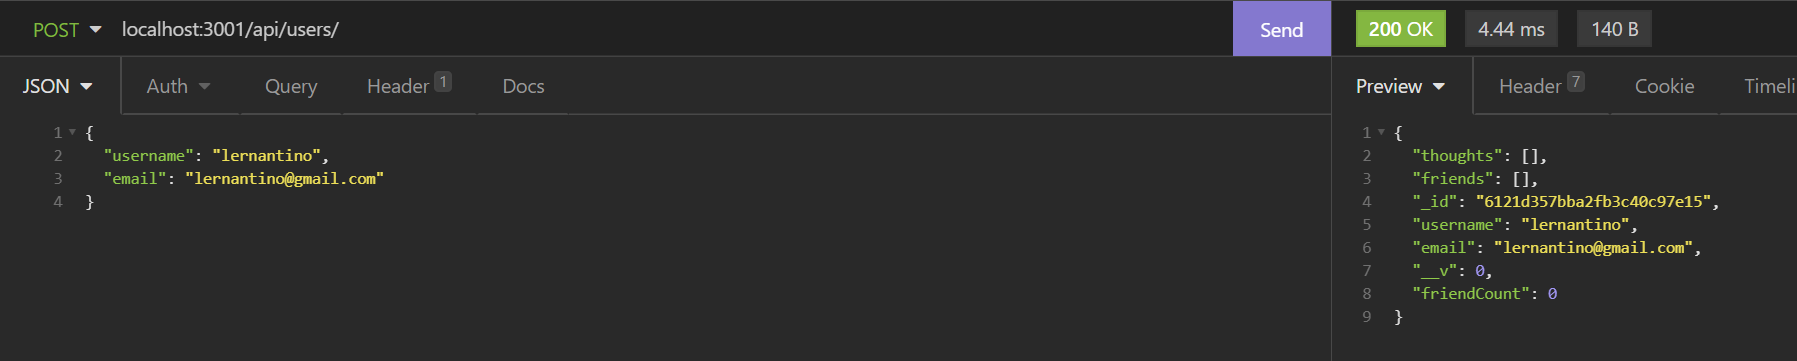 POST localhost:3001/api/users/ Send 200 OK 4.44 ms 140 B
JSON Auth Query Header 1 Docs
1 {
2 "username": "lernantino",
3 "email": "lernantino@gmail.com"
4 }
Preview Header 7 Cookie Timeli
1 {
2 "thoughts": [],
3 "friends": [],
4 "_id": "6121d357bba2fb3c40c97e15",
5 "username": "lernantino",
6 "email": "lernantino@gmail.com",
7 "__v": 0,
8 "friendCount": 0
9 }